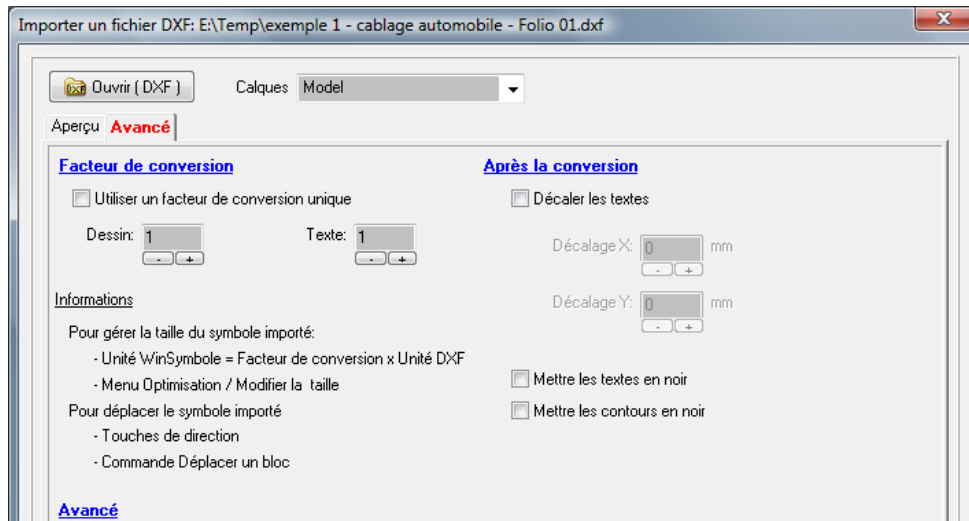 Importer un fichier DXF: E:\Temp\exemple 1 - cablage automobile - Folio 01.dxf
DXF Ouvrir ( DXF )
Calques Model
Aperçu Avancé
Facteur de conversion
Utiliser un facteur de conversion unique
Dessin: 1
- +
Texte: 1
- +
Informations
Pour gérer la taille du symbole importé:
- Unité WinSymbole = Facteur de conversion x Unité DXF
- Menu Optimisation / Modifier la taille
Pour déplacer le symbole importé
- Touches de direction
- Commande Déplacer un bloc
Avancé
Après la conversion
Décaler les textes
Décalage X: 0 mm
- +
Décalage Y: 0 mm
- +
Mettre les textes en noir
Mettre les contours en noir